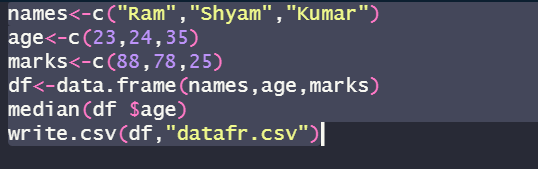 names<-c("Ram","Shyam","Kumar")
age<-c(23,24,35)
marks<-c(88,78,25)
df<-data.frame(names,age,marks)
median(df $age)
write.csv(df,"datafr.csv")